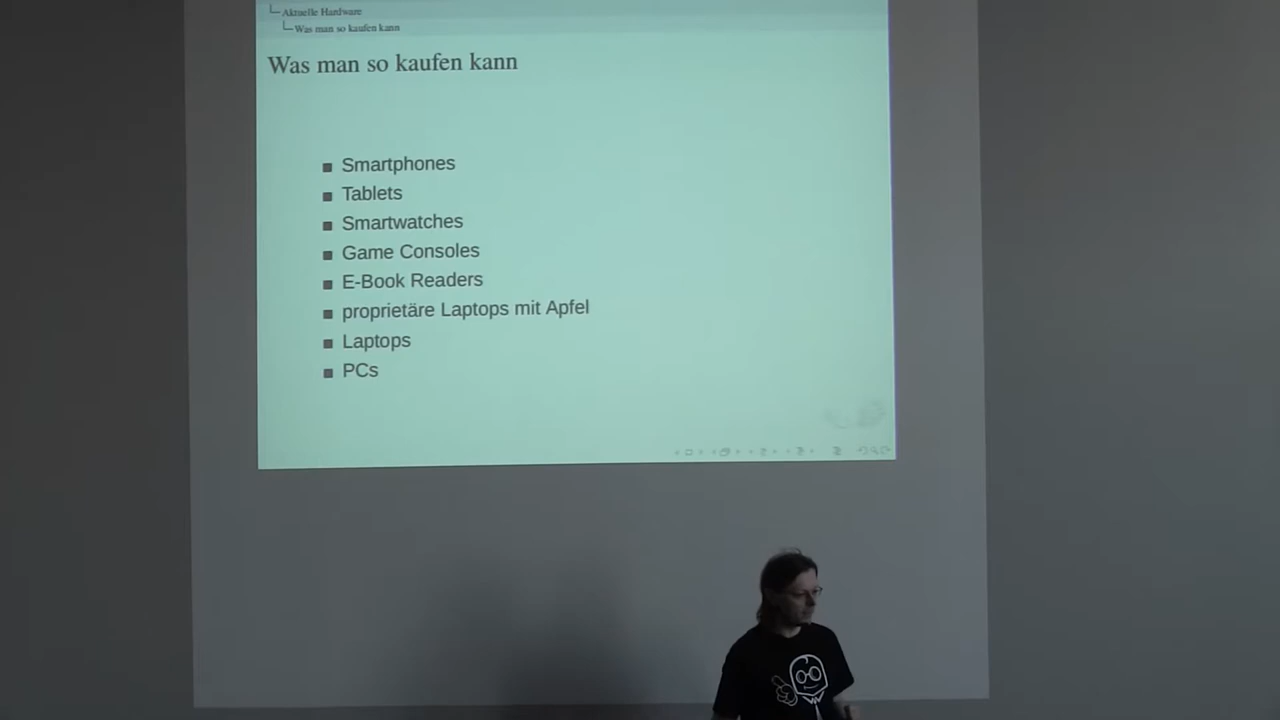 Aktuelle Hardware
Was man so kaufen kann
Was man so kaufen kann
Smartphones
Tablets
Smartwatches
Game Consoles
E-Book Readers
proprietäre Laptops mit Apfel
Laptops
PCs